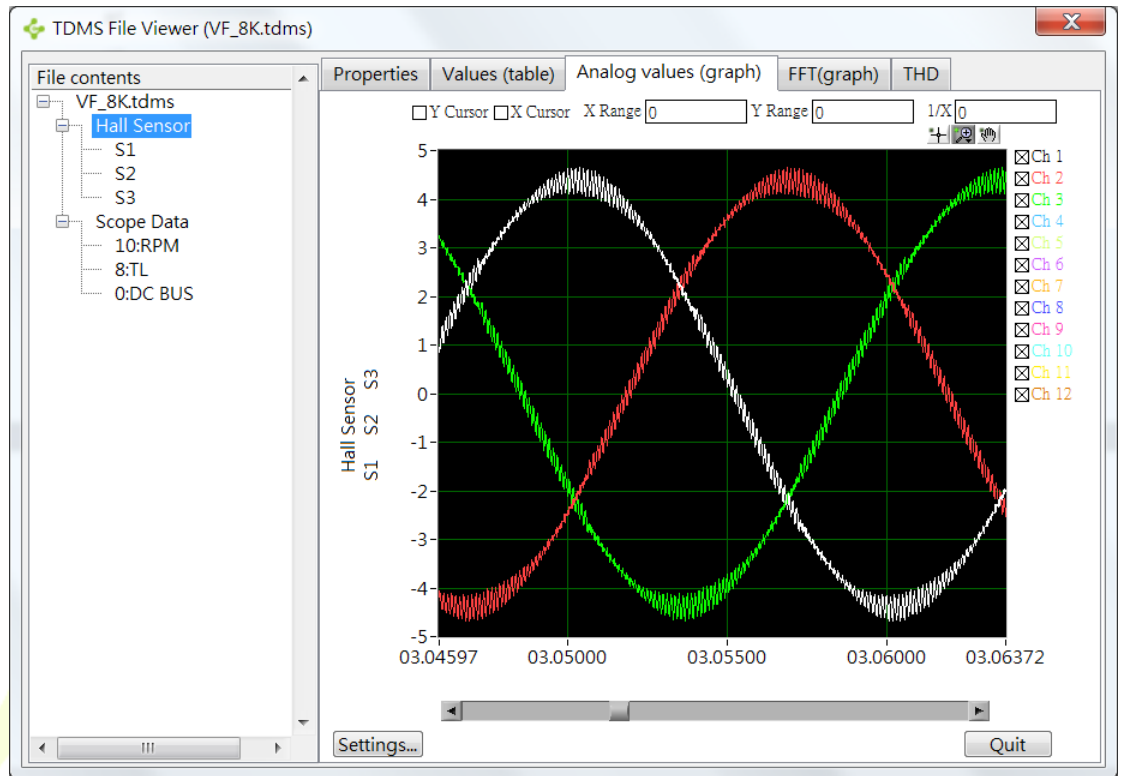 TDMS File Viewer (VF_8K.tdms)
X
File contents
VF_8K.tdms
Hall Sensor
S1
S2
S3
Scope Data
10:RPM
8:TL
0:DC BUS
Properties
Values (table)
Analog values (graph)
FFT(graph)
THD
Y Cursor
X Cursor
X Range 0
Y Range 0
1/X 0
Hall Sensor
S1 S2 S3
5
4
3
2
1
0
-1
-2
-3
-4
-5
03.04597 03.05000 03.05500 03.06000 03.06372
Ch 1
Ch 2
Ch 3
Ch 4
Ch 5
Ch 6
Ch 7
Ch 8
Ch 9
Ch 10
Ch 11
Ch 12
Settings...
Quit